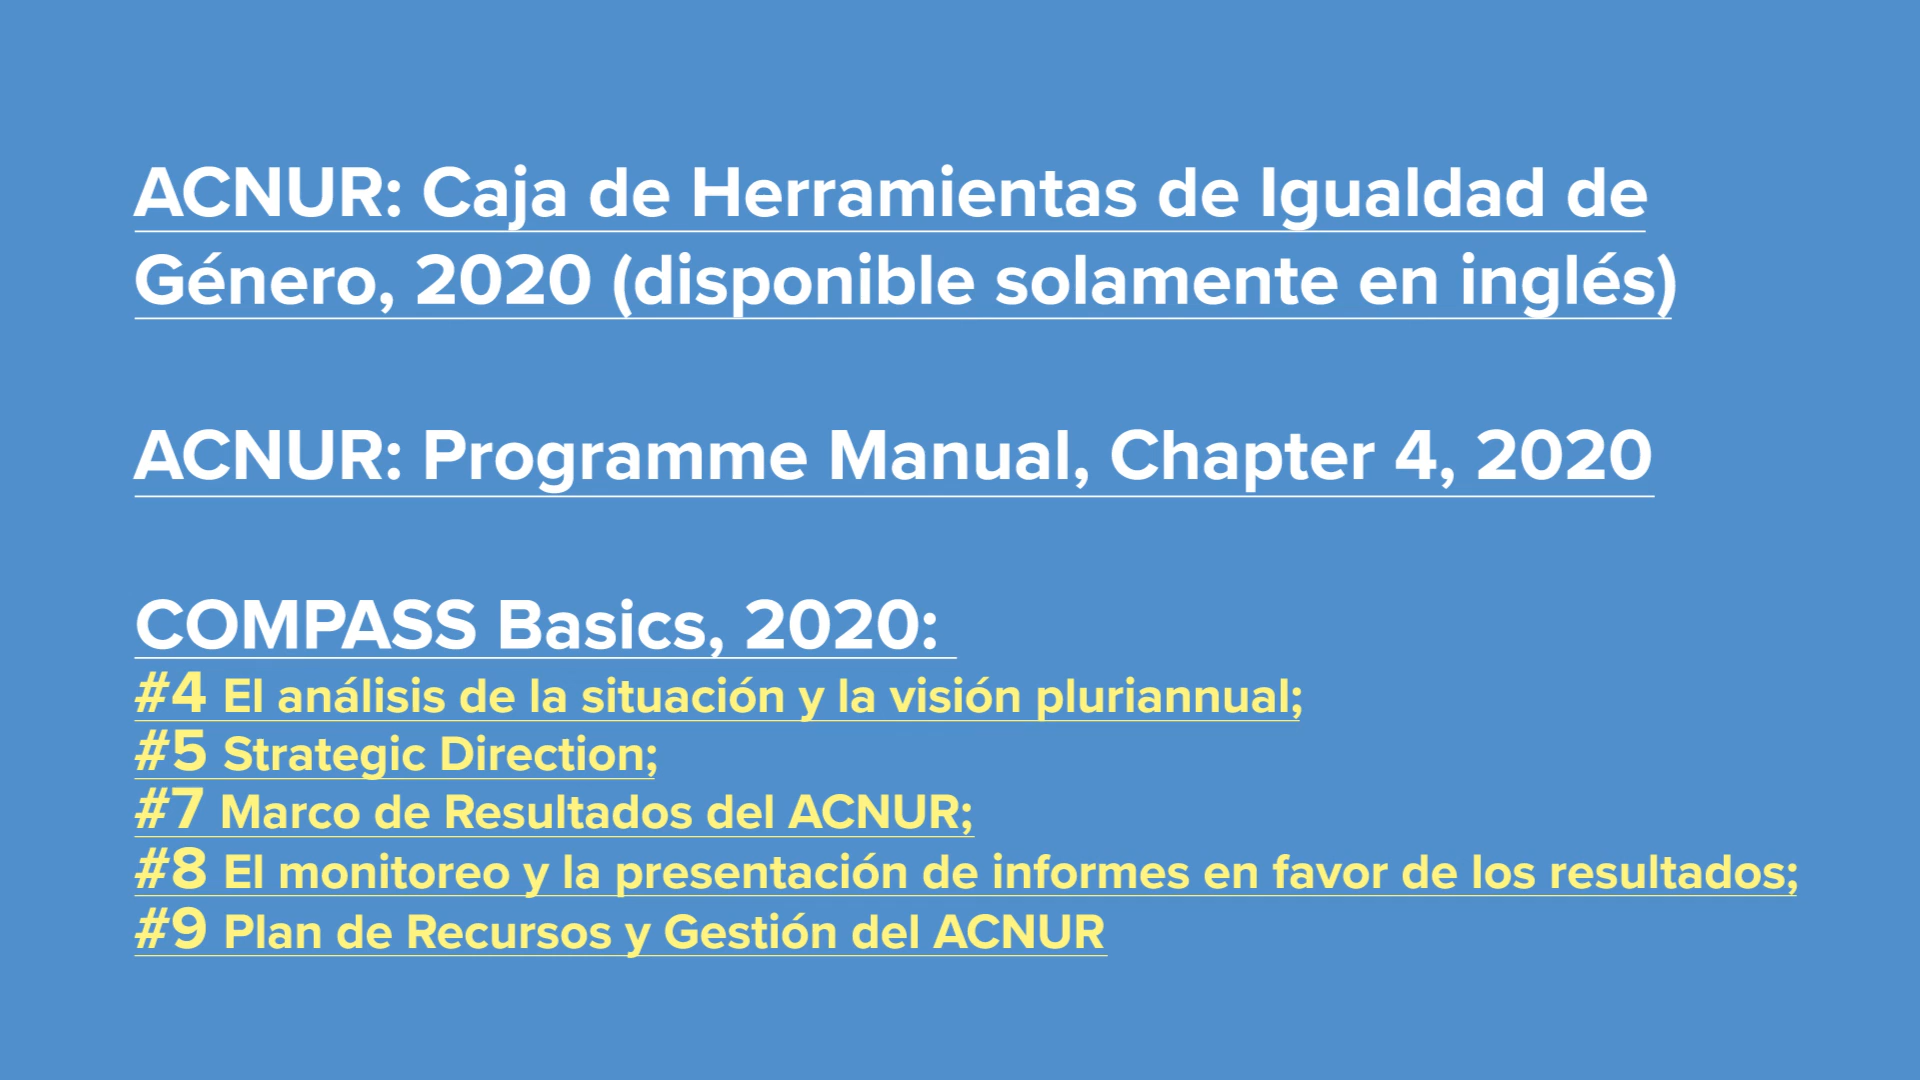 ACNUR: Caja de Herramientas de Igualdad de
Género, 2020 (disponible solamente en inglés)
ACNUR: Programme Manual, Chapter 4, 2020
COMPASS Basics, 2020:
#4 El análisis de la situación y la visión pluriannual;
#5 Strategic Direction;
#7 Marco de Resultados del ACNUR;
#8 El monitoreo y la presentación de informes en favor de los resultados;
#9 Plan de Recursos y Gestión del ACNUR